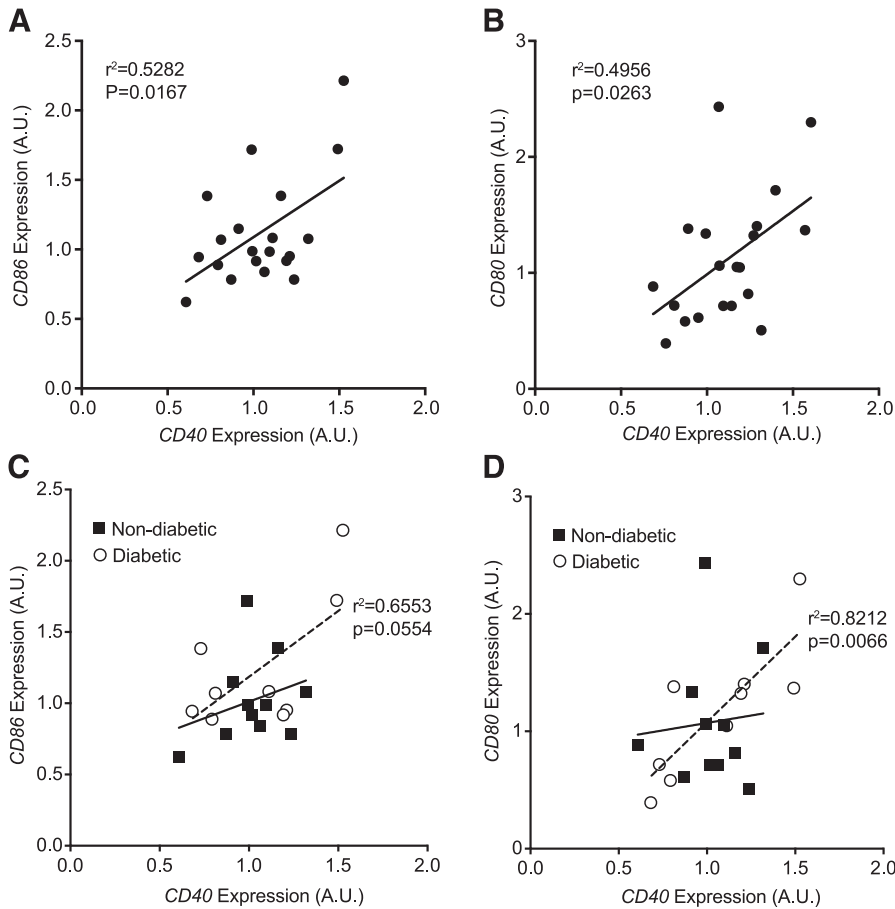 A
r²=0.5282
P=0.0167
CD86 Expression (A.U.)
2.5
2.0
1.5
1.0
0.5
0.0
0.0 0.5 1.0 1.5 2.0
CD40 Expression (A.U.)
B
r²=0.4956
p=0.0263
CD80 Expression (A.U.)
3
2
1
0
0.0 0.5 1.0 1.5 2.0
CD40 Expression (A.U.)
C
Non-diabetic
Diabetic
r²=0.6553
p=0.0554
CD86 Expression (A.U.)
2.5
2.0
1.5
1.0
0.5
0.0
0.0 0.5 1.0 1.5 2.0
CD40 Expression (A.U.)
D
Non-diabetic
Diabetic
r²=0.8212
p=0.0066
CD80 Expression (A.U.)
3
2
1
0
0.0 0.5 1.0 1.5 2.0
CD40 Expression (A.U.)